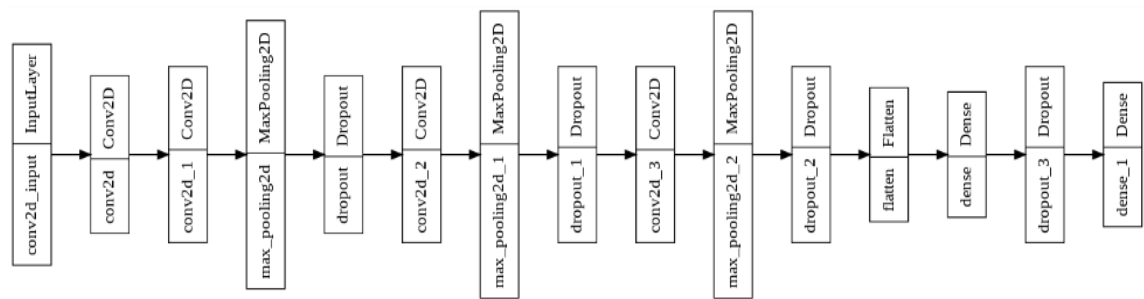 conv2d_input InputLayer
conv2d Conv2D
conv2d_1 Conv2D
max_pooling2d MaxPooling2D
dropout Dropout
conv2d_2 Conv2D
max_pooling2d_1 MaxPooling2D
dropout_1 Dropout
conv2d_3 Conv2D
max_pooling2d_2 MaxPooling2D
dropout_2 Dropout
flatten Flatten
dense Dense
dropout_3 Dropout
dense_1 Dense